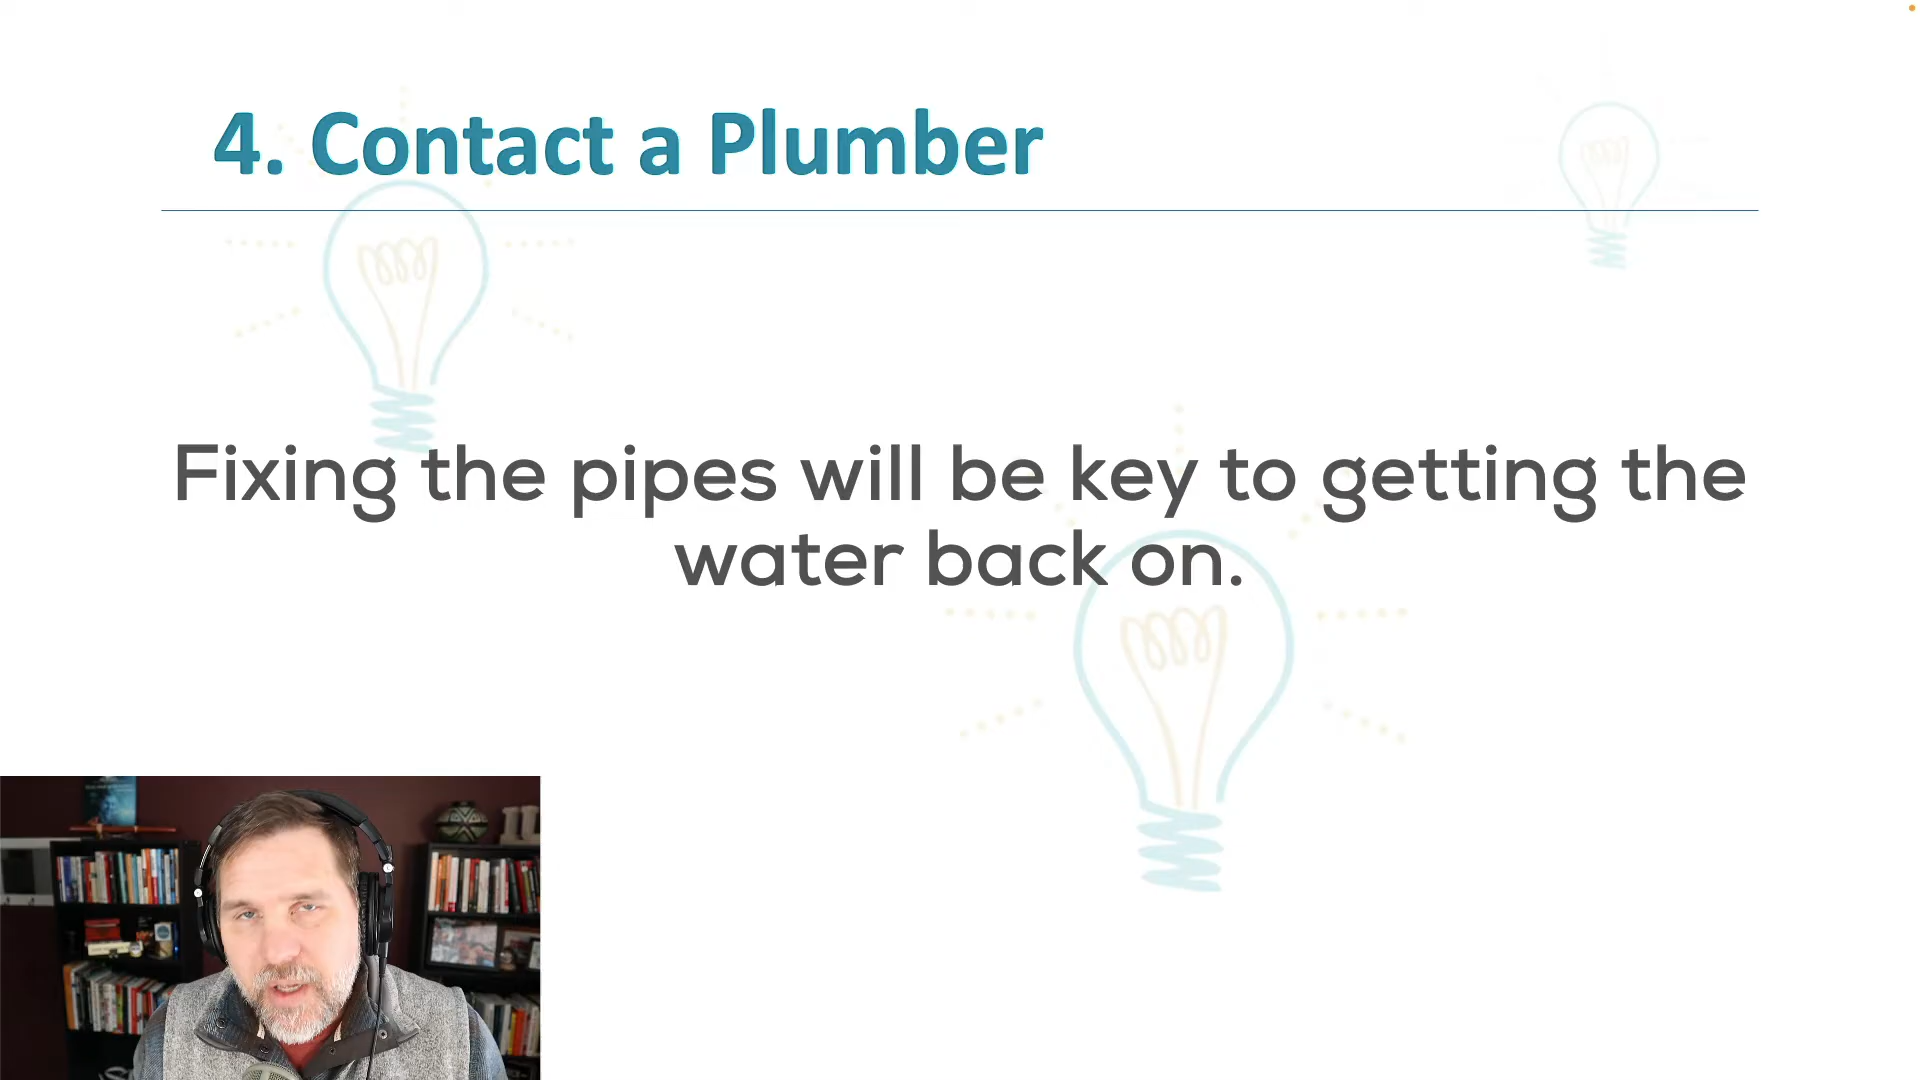 4. Contact a Plumber
Fixing the pipes will be key to getting the
water back on.